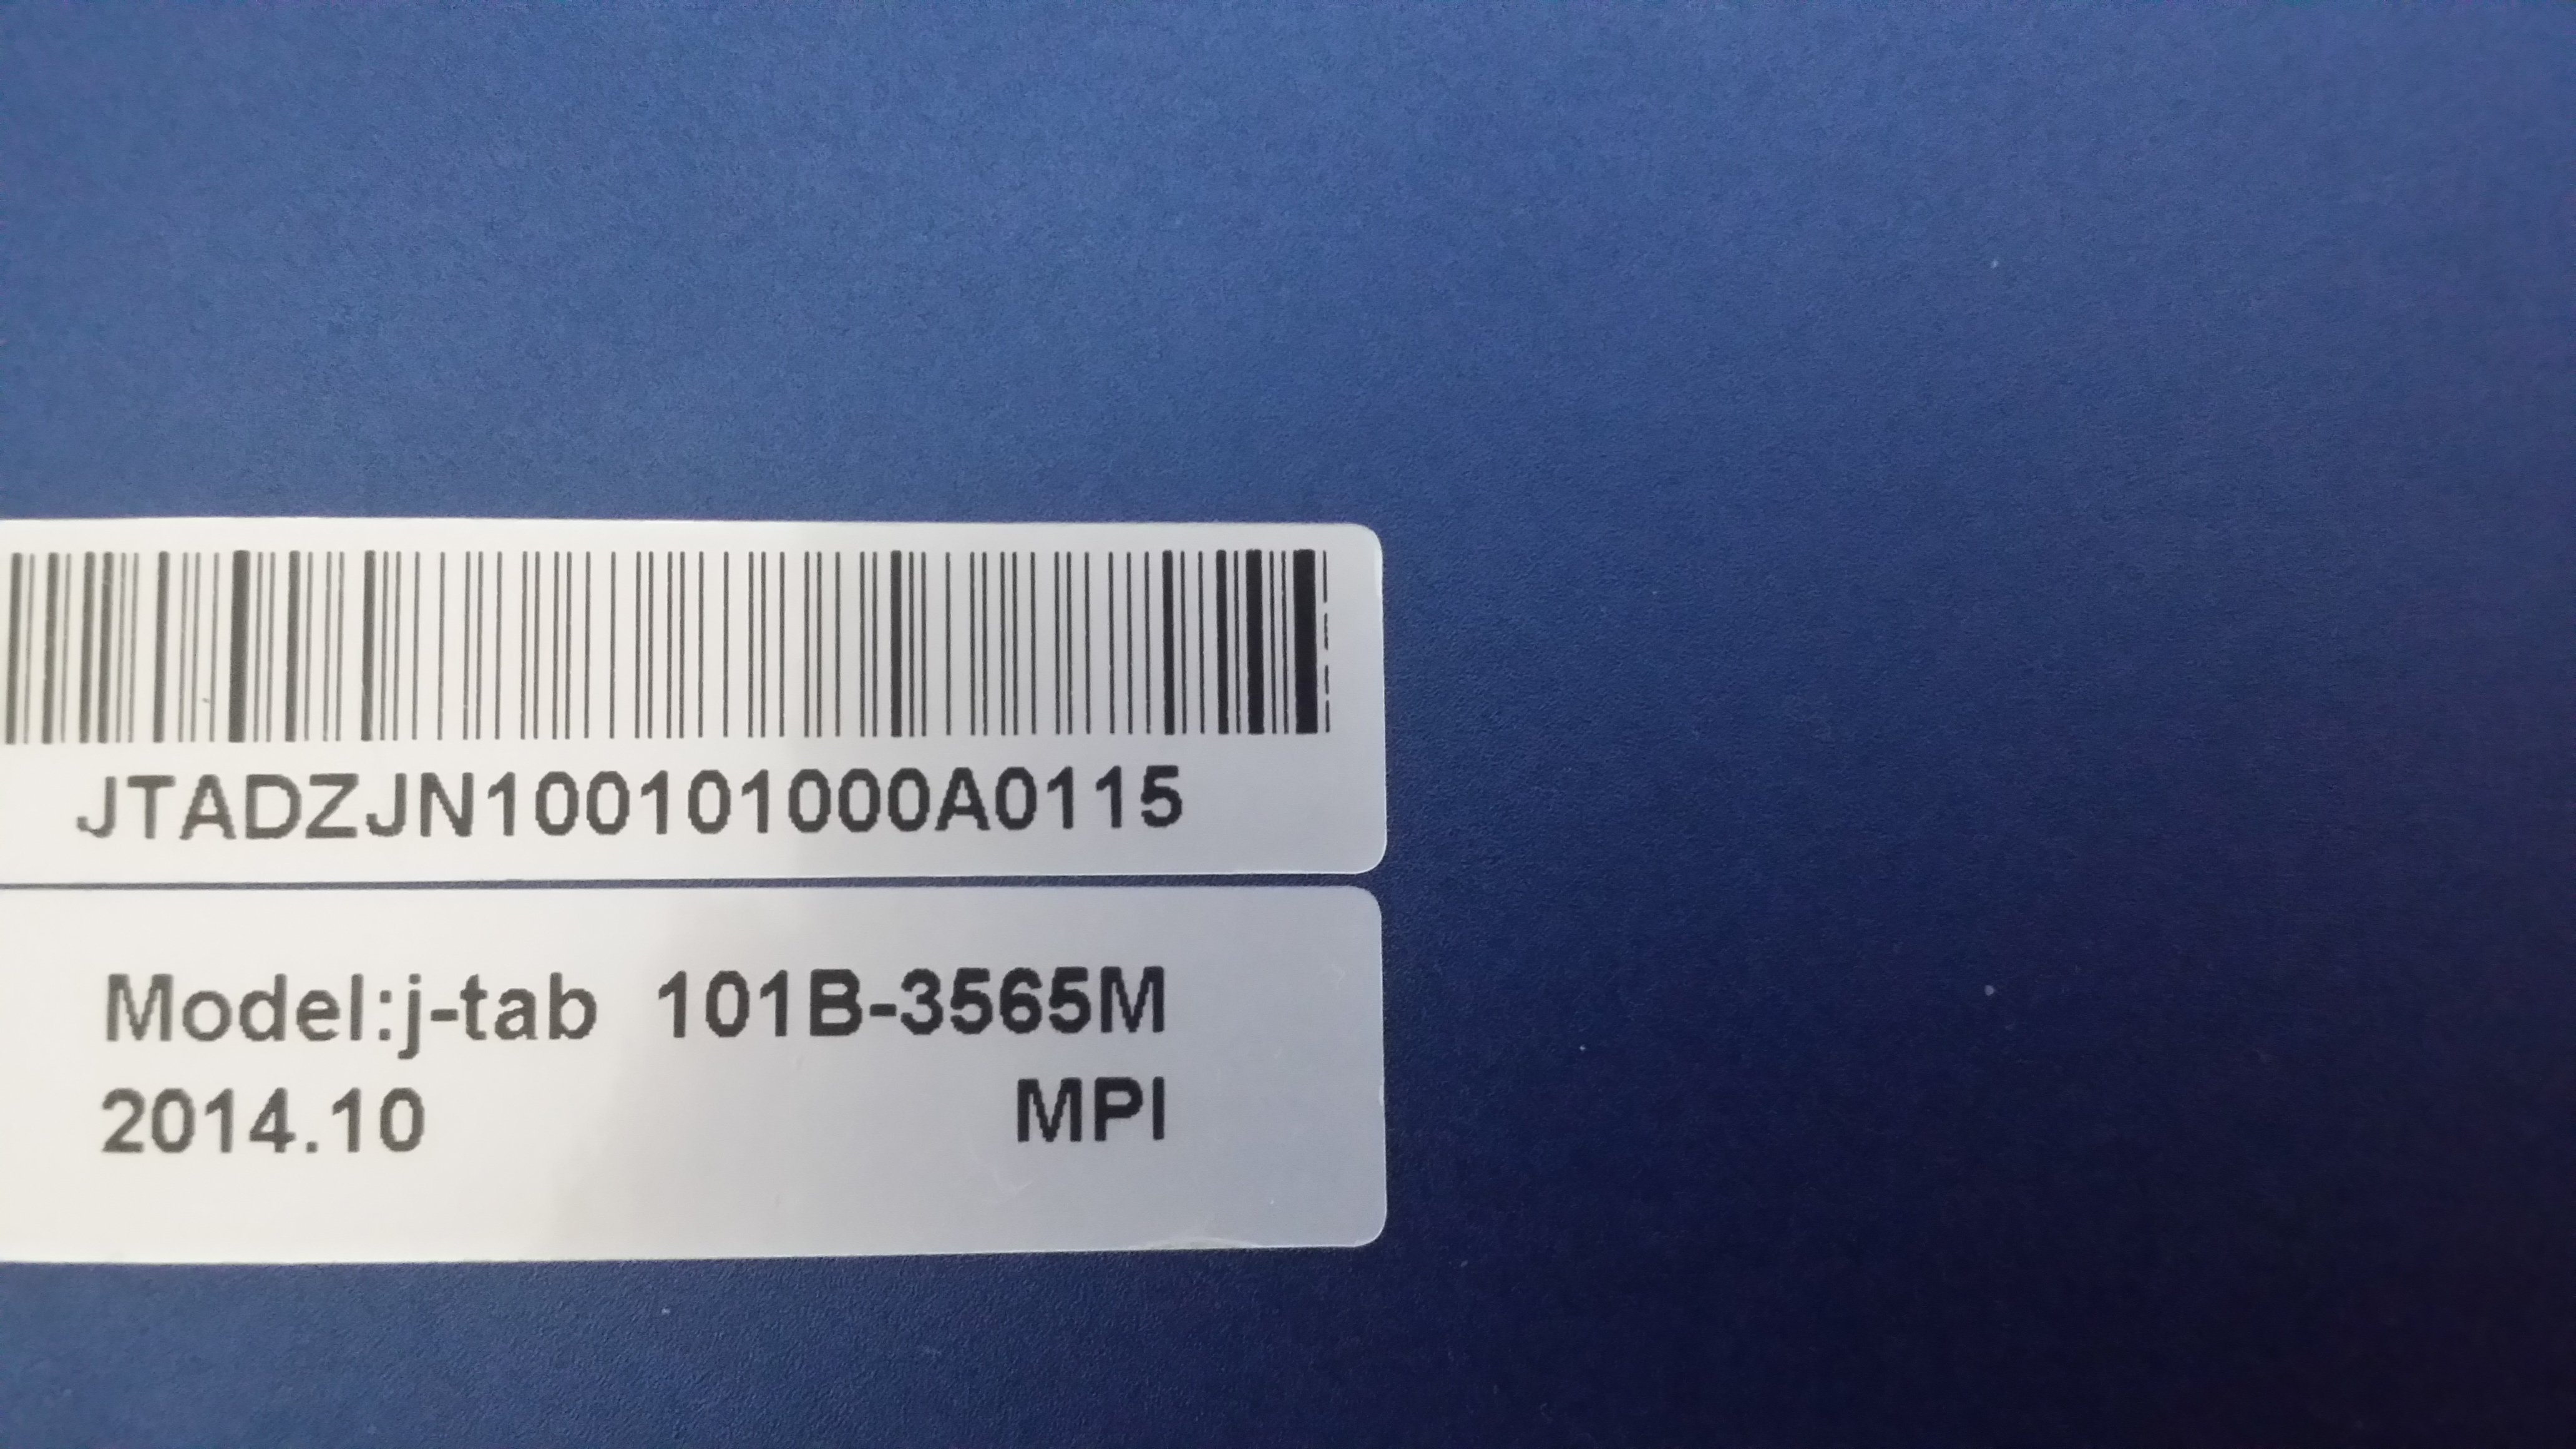 JTADZJN100101000A0115
Model:j-tab 101B-3565M
2014.10 MPI